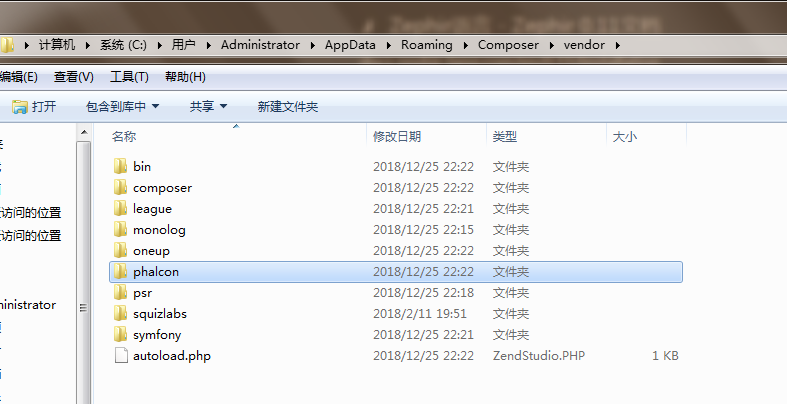 计算机 系统 (C:) 用户 Administrator AppData Roaming Composer vendor
编辑(E) 查看(V) 工具(T) 帮助(H)
打开 包含到库中 共享 新建文件夹
名称 修改日期 类型 大小
bin 2018/12/25 22:22 文件夹
composer 2018/12/25 22:22 文件夹
league 2018/12/25 22:21 文件夹
访问的位置
monolog 2018/12/25 22:15 文件夹
访问的位置
oneup 2018/12/25 22:22 文件夹
phalcon 2018/12/25 22:22 文件夹
psr 2018/12/25 22:18 文件夹
ninistrator
squizlabs 2018/2/11 19:51 文件夹
symfony 2018/12/25 22:21 文件夹
autoload.php 2018/12/25 22:22 ZendStudio.PHP 1 KB